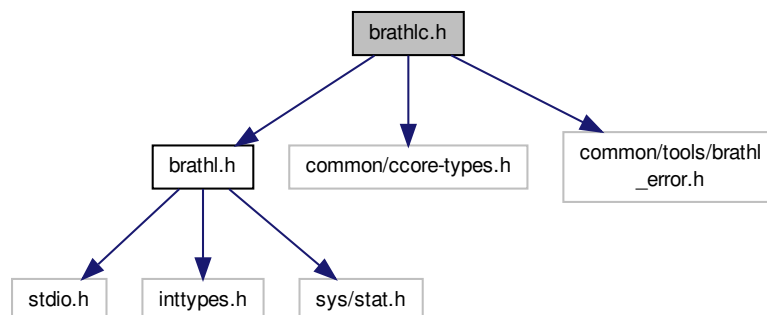 brathlc.h
brathl.h
common/ccore-types.h
common/tools/brathl
_error.h
stdio.h
inttypes.h
sys/stat.h